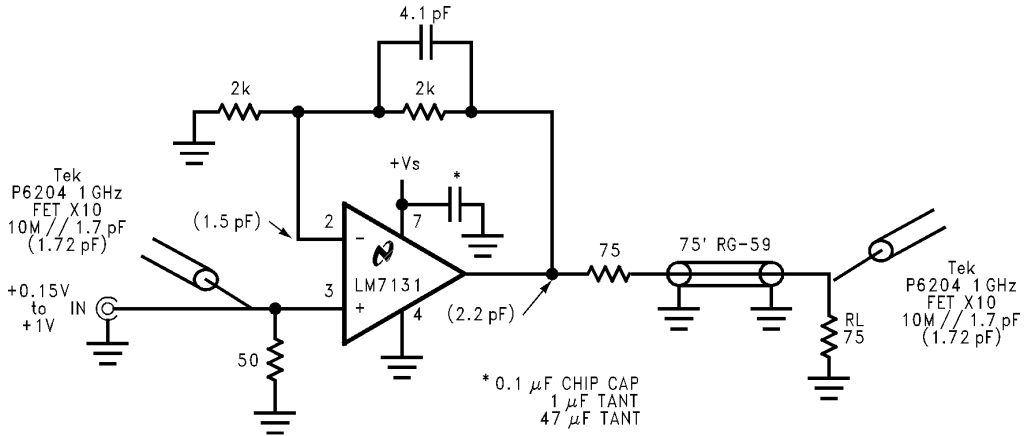 4.1 pF
2k
2k
+Vs
*
7
Tek
P6204 1 GHz
FET X10
10M // 1.7 pF
(1.72 pF)
(1.5 pF)
2
−
LM7131
3
+
4
+0.15V
to
+1V
IN
50
(2.2 pF)
75
75' RG-59
Tek
P6204 1 GHz
FET X10
10M // 1.7 pF
(1.72 pF)
RL
75
* 0.1 μF CHIP CAP
1 μF TANT
47 μF TANT